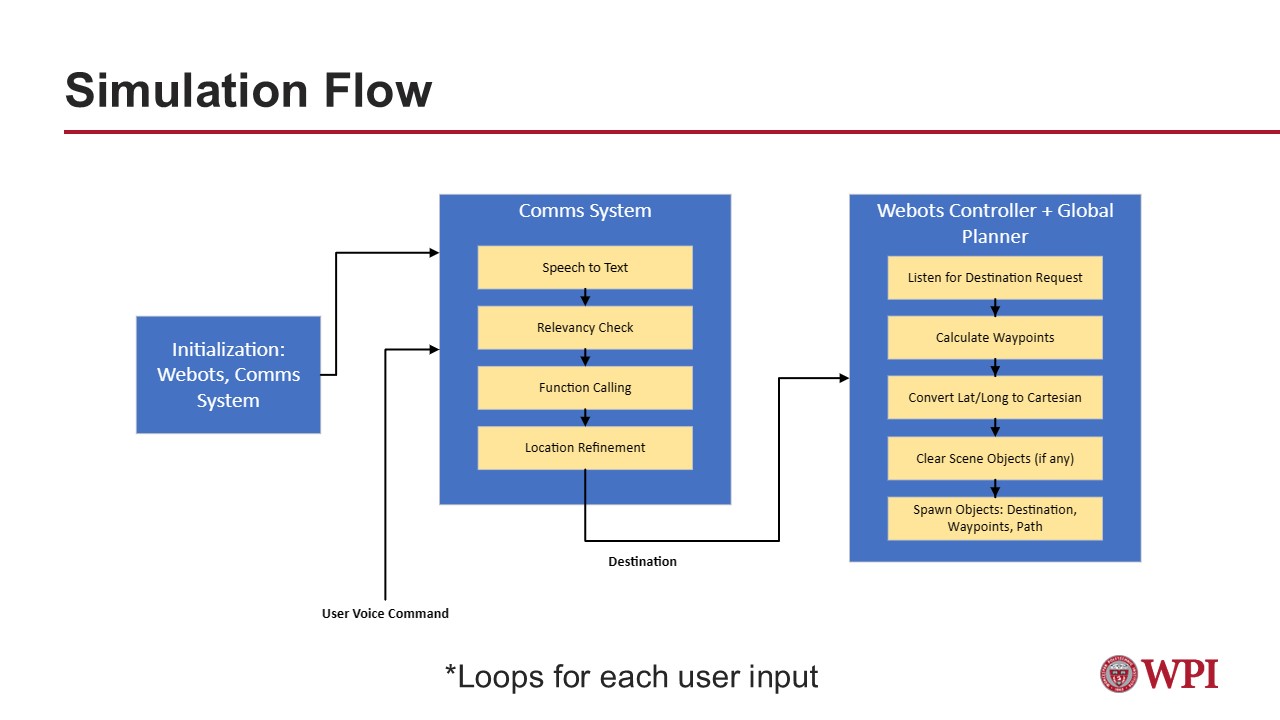 Simulation Flow
Initialization:
Webots, Comms
System
Comms System
Speech to Text
Relevancy Check
Function Calling
Location Refinement
Webots Controller + Global
Planner
Listen for Destination Request
Calculate Waypoints
Convert Lat/Long to Cartesian
Clear Scene Objects (if any)
Spawn Objects: Destination,
Waypoints, Path
Destination
User Voice Command
*Loops for each user input
WPI